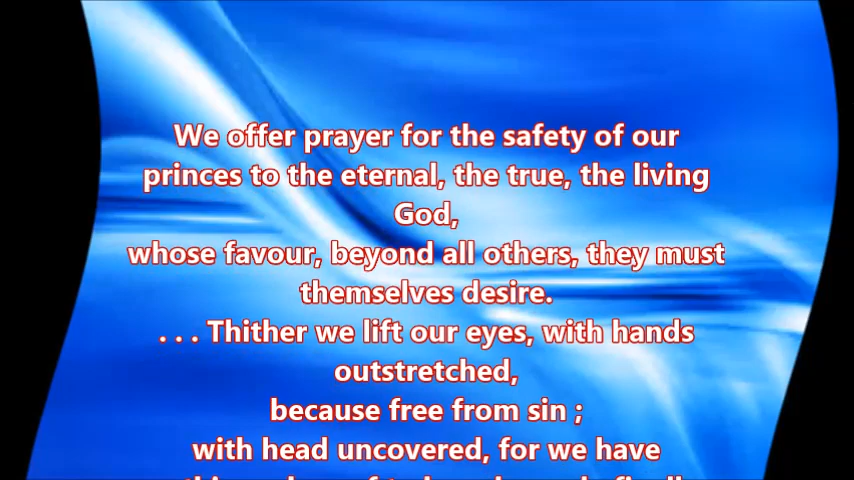 We offer prayer for the safety of our
princes to the eternal, the true, the living
God,
whose favour, beyond all others, they must
themselves desire.
. . . Thither we lift our eyes, with hands
outstretched,
because free from sin ;
with head uncovered, for we have